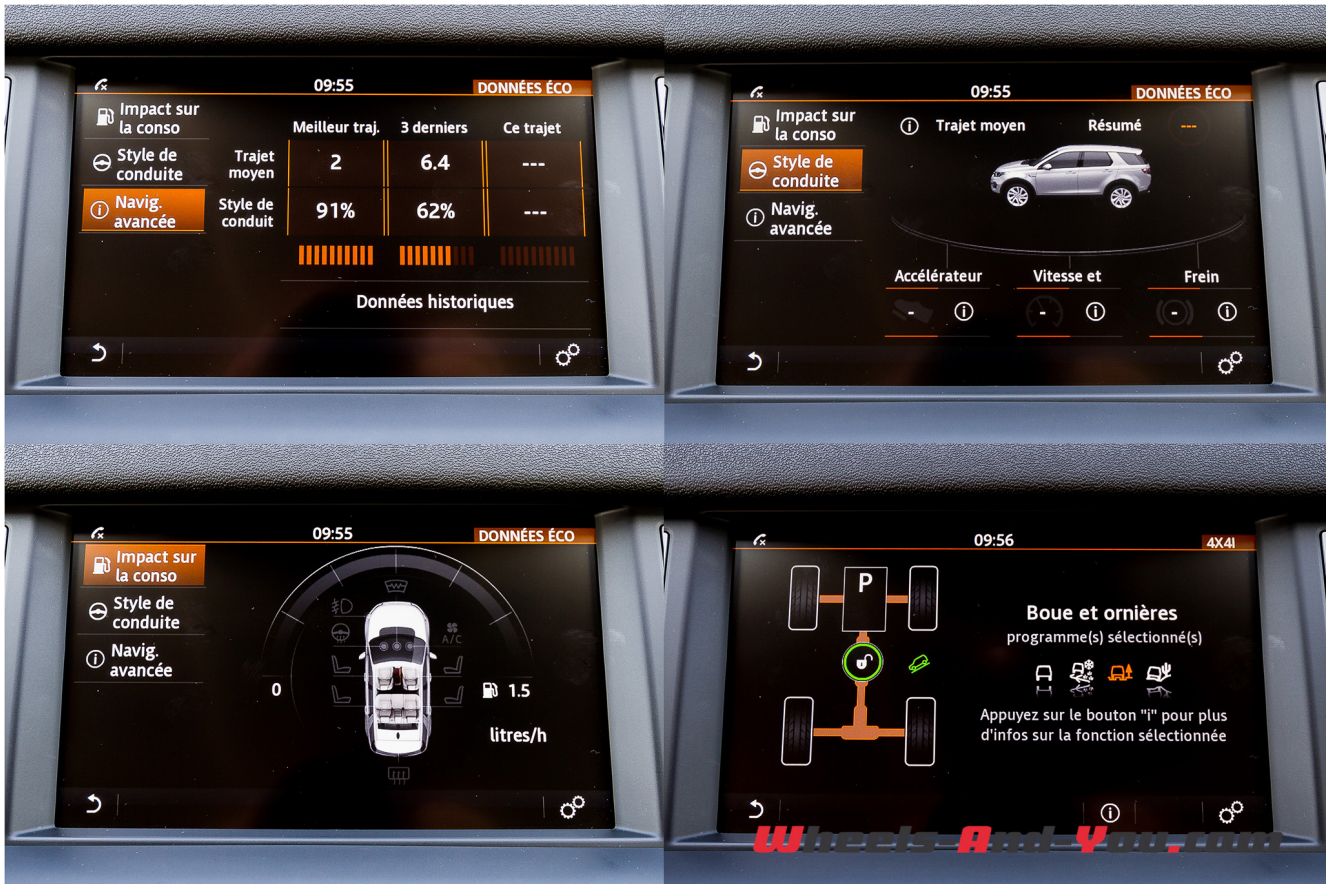 09:55
DONNÉES ÉCO
Impact sur
la conso
Style de
conduite
Navig.
avancée
Meilleur traj. 3 derniers Ce trajet
Trajet
moyen
2 6.4 ---
Style de
conduit
91% 62% ---
Données historiques
09:55
DONNÉES ÉCO
Impact sur
la conso
Style de
conduite
Navig.
avancée
Trajet moyen Résumé ---
Accélérateur Vitesse et Frein
- - -
09:55
DONNÉES ÉCO
Impact sur
la conso
Style de
conduite
Navig.
avancée
A/C
0 1.5
litres/h
09:56
4X4I
P
Boue et ornières
programme(s) sélectionné(s)
Appuyez sur le bouton "i" pour plus
d'infos sur la fonction sélectionnée
Wheels-And-You.com